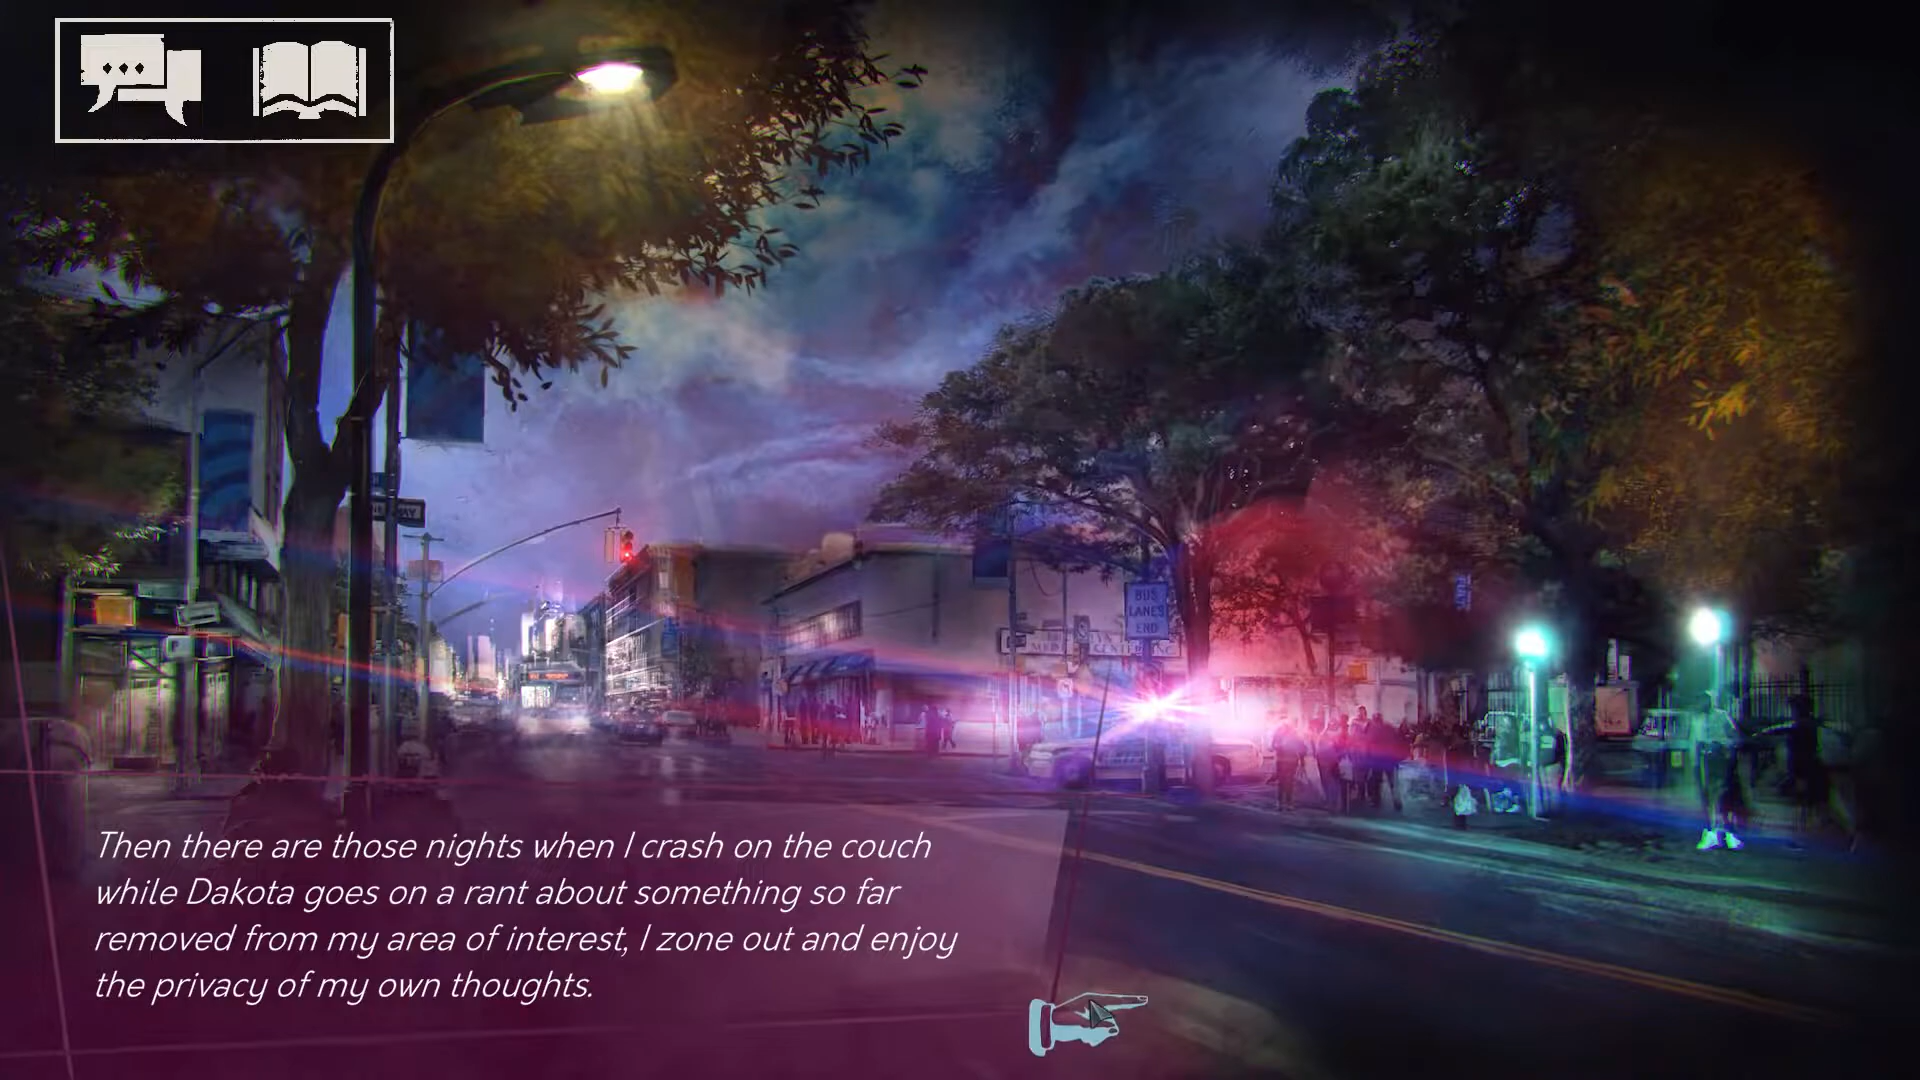 BUS
LANES
END
Then there are those nights when I crash on the couch
while Dakota goes on a rant about something so far
removed from my area of interest, I zone out and enjoy
the privacy of my own thoughts.